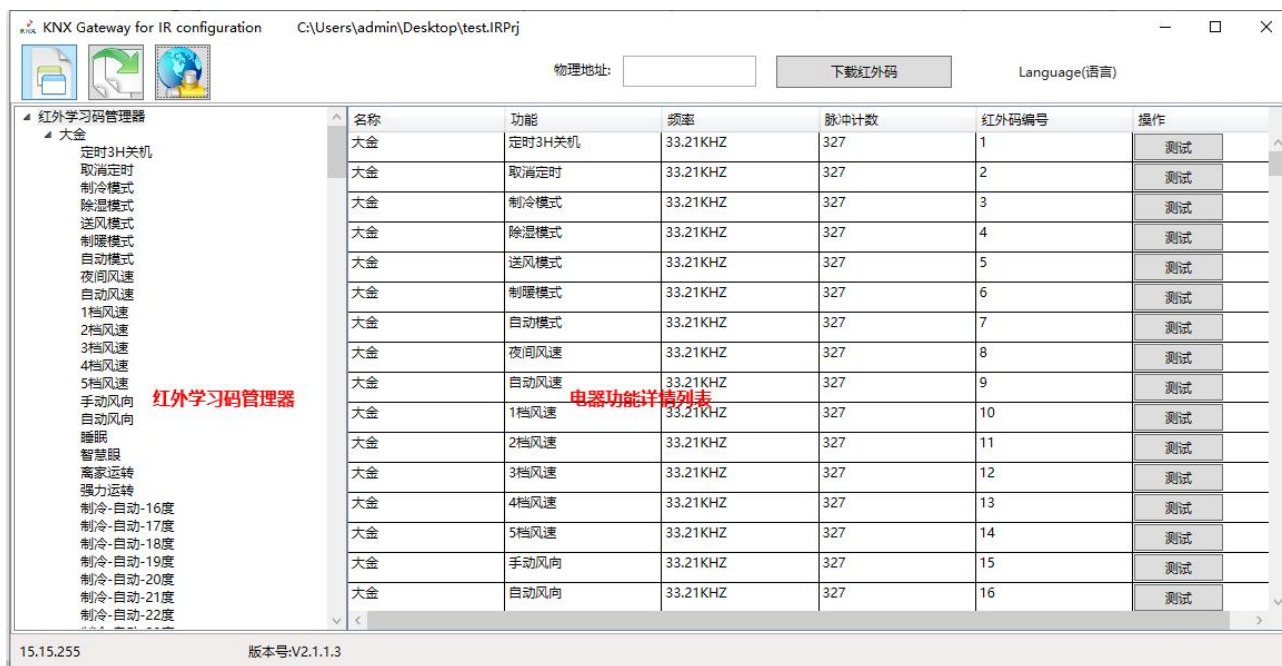 KNX Gateway for IR configuration C:\Users\admin\Desktop\test.IRPrj
物理地址: 下载红外码 Language(语言)
红外学习码管理器
大金
定时3H关机
取消定时
制冷模式
除湿模式
送风模式
制暖模式
自动模式
夜间风速
自动风速
1档风速
2档风速
3档风速
4档风速
5档风速
手动风向
自动风向
睡眠
智慧眼
离家运转
强力运转
制冷-自动-16度
制冷-自动-17度
制冷-自动-18度
制冷-自动-19度
制冷-自动-20度
制冷-自动-21度
制冷-自动-22度
红外学习码管理器
名称 功能 频率 脉冲计数 红外码编号 操作
大金 定时3H关机 33.21KHZ 327 1 测试
大金 取消定时 33.21KHZ 327 2 测试
大金 制冷模式 33.21KHZ 327 3 测试
大金 除湿模式 33.21KHZ 327 4 测试
大金 送风模式 33.21KHZ 327 5 测试
大金 制暖模式 33.21KHZ 327 6 测试
大金 自动模式 33.21KHZ 327 7 测试
大金 夜间风速 33.21KHZ 327 8 测试
大金 自动风速 33.21KHZ 327 9 测试
电器功能详情列表
大金 1档风速 33.21KHZ 327 10 测试
大金 2档风速 33.21KHZ 327 11 测试
大金 3档风速 33.21KHZ 327 12 测试
大金 4档风速 33.21KHZ 327 13 测试
大金 5档风速 33.21KHZ 327 14 测试
大金 手动风向 33.21KHZ 327 15 测试
大金 自动风向 33.21KHZ 327 16 测试
15.15.255 版本号:V2.1.1.3